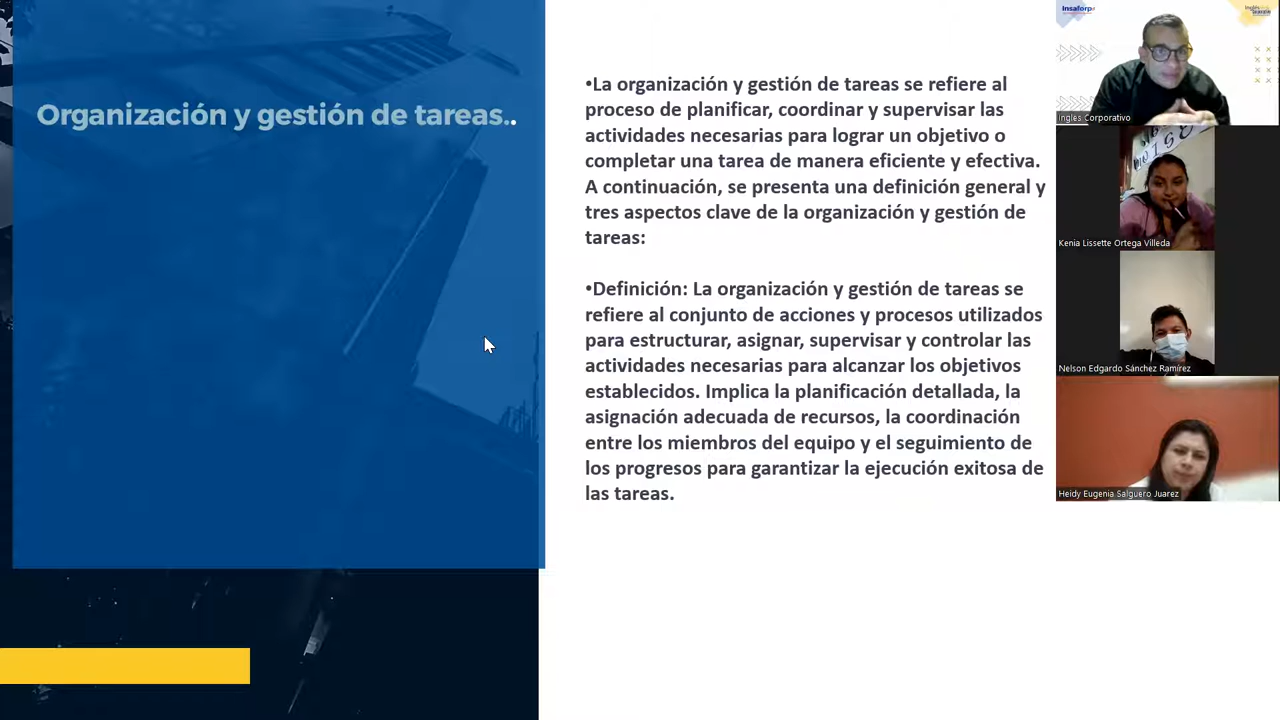 Organización y gestión de tareas..
•La organización y gestión de tareas se refiere al
proceso de planificar, coordinar y supervisar las
actividades necesarias para lograr un objetivo o
completar una tarea de manera eficiente y efectiva.
A continuación, se presenta una definición general y
tres aspectos clave de la organización y gestión de
tareas:
•Definición: La organización y gestión de tareas se
refiere al conjunto de acciones y procesos utilizados
para estructurar, asignar, supervisar y controlar las
actividades necesarias para alcanzar los objetivos
establecidos. Implica la planificación detallada, la
asignación adecuada de recursos, la coordinación
entre los miembros del equipo y el seguimiento de
los progresos para garantizar la ejecución exitosa de
las tareas.
Insaforp
Ingles Corporativo
Kenia Lissette Ortega Villeda
Nelson Edgardo Sánchez Ramírez
Heidy Eugenia Salguero Juarez